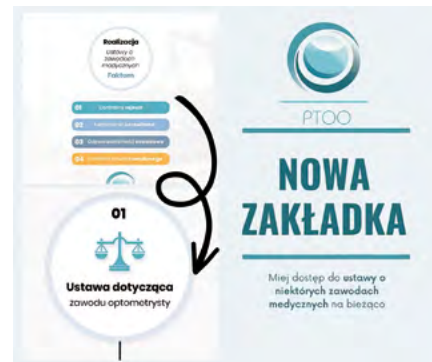 Realizacja
Ustawy o
zawodach
medycznych
Faktem
01
02
03
04
01
Ustawa dotycząca
zawodu optometrysty
PTOO
NOWA
ZAKŁADKA
Miej dostęp do ustawy o
niektórych zawodach
medycznych na bieżąco